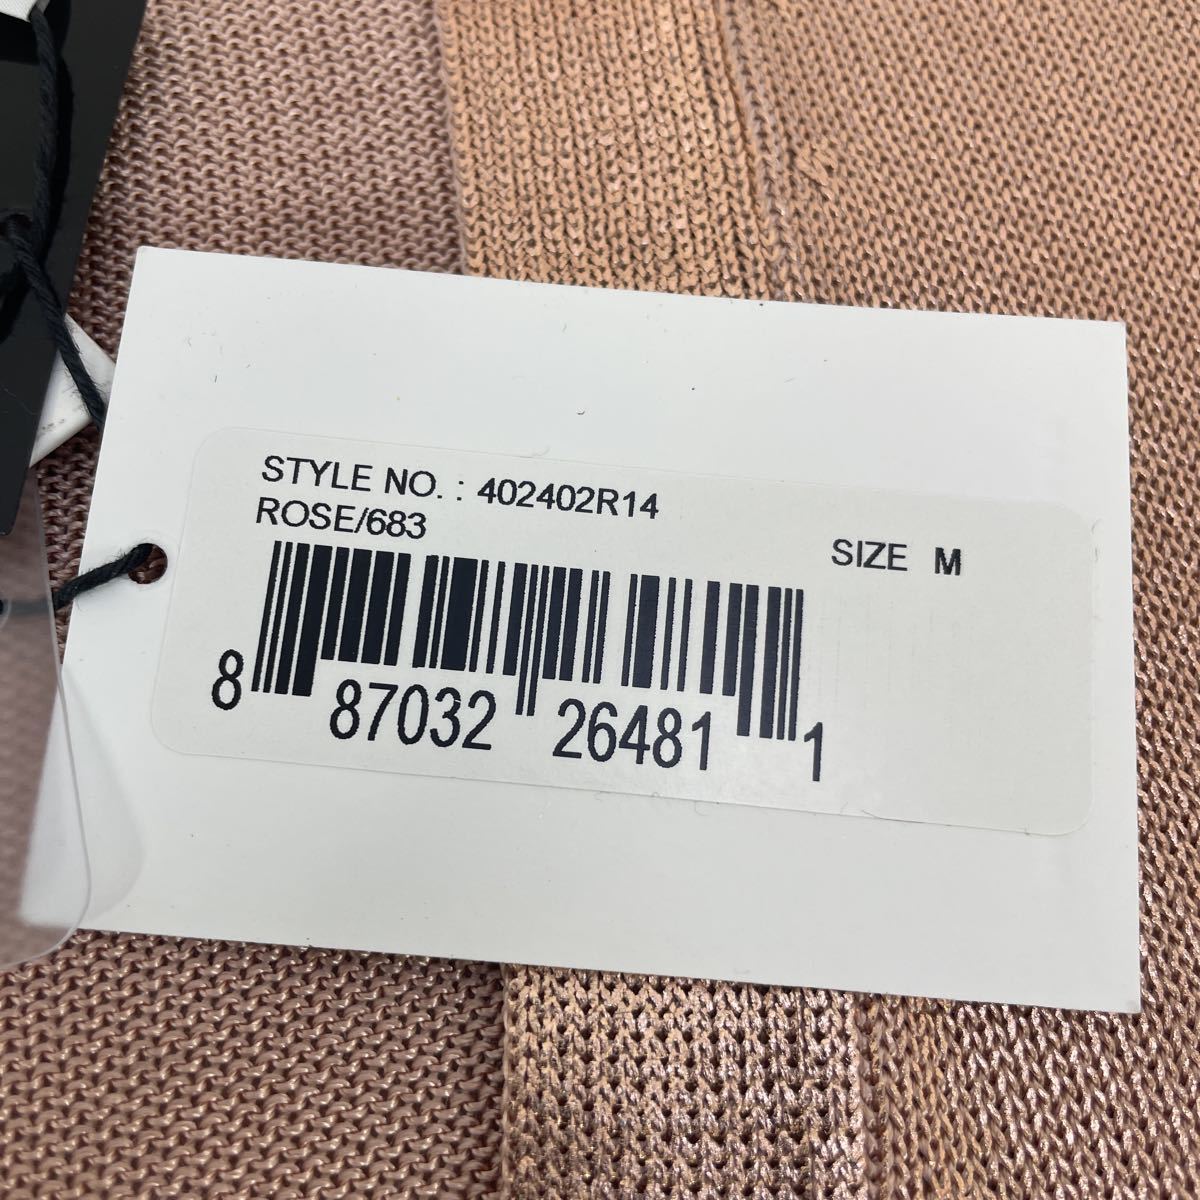 STYLE NO. : 402402R14
ROSE/683
SIZE M
8 87032 26481 1